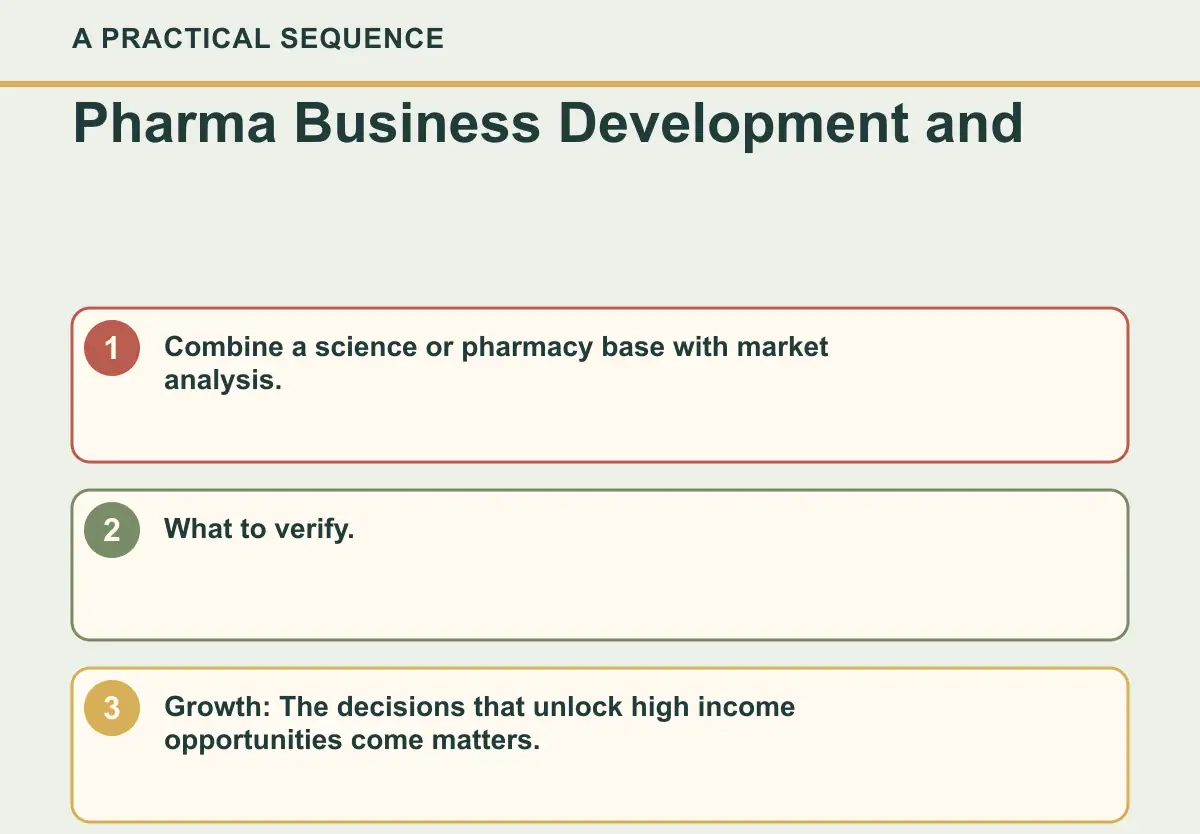 A PRACTICAL SEQUENCE
Pharma Business Development and
1
Combine a science or pharmacy base with market
analysis.
2
What to verify.
3
Growth: The decisions that unlock high income
opportunities come matters.